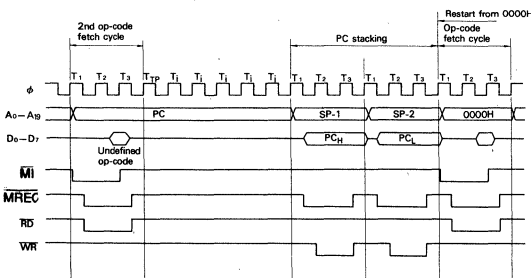 Restart from 0000H
2nd op-code
fetch cycle
PC stacking
Op-code
fetch cycle
T1 T2 T3 TTP Ti Ti Ti Ti Ti T1 T2 T3 T1 T2 T3 T1 T2 T3
ϕ
A0–A19 PC SP-1 SP-2 0000H
D0–D7 PCH PCL
Undefined
op-code
M1
MREC
RD
WR